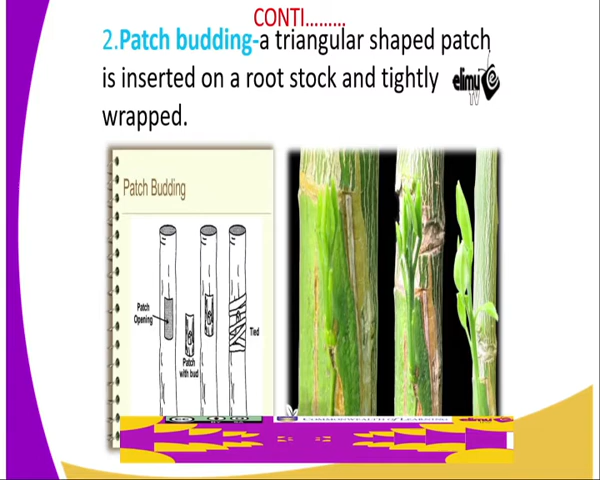 CONTI.........
2.Patch budding-a triangular shaped patch
is inserted on a root stock and tightly
wrapped.
elimu
TV
Patch Budding
Patch
Opening
Tied
Patch
with bud